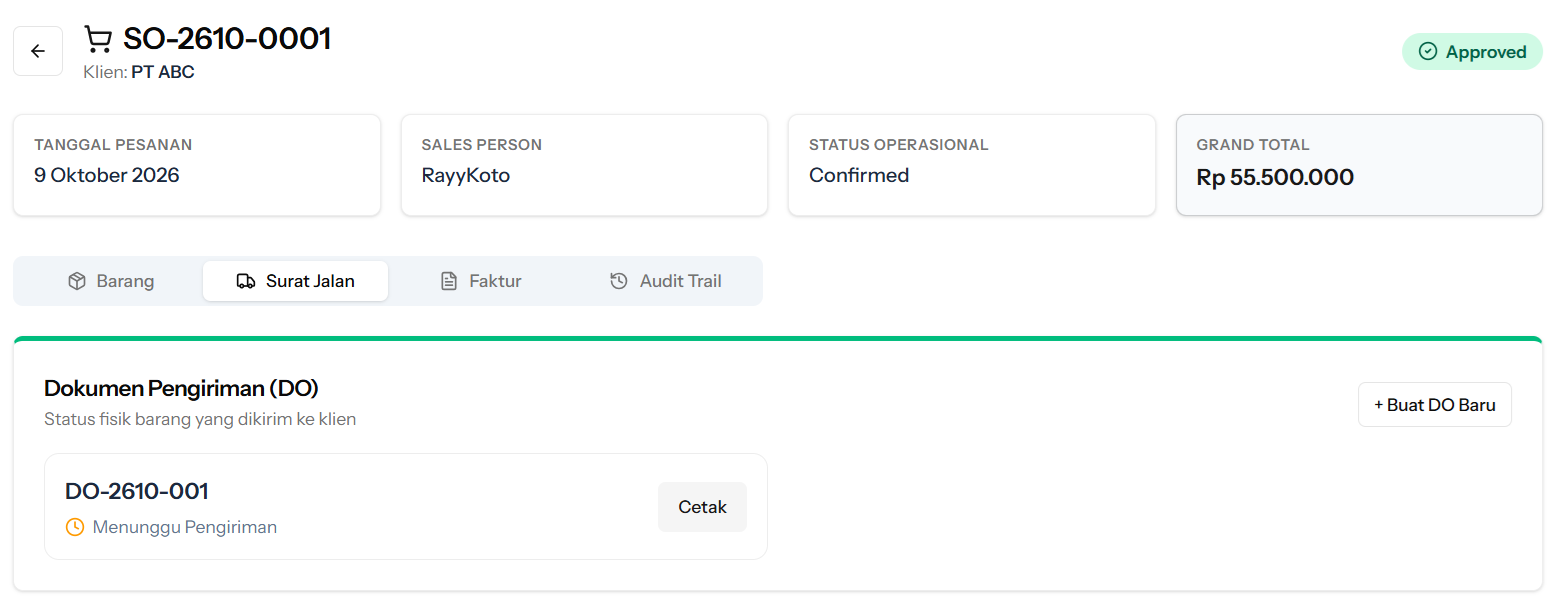 SO-2610-0001
Klien: PT ABC
Approved
TANGGAL PESANAN
9 Oktober 2026
SALES PERSON
RayyKoto
STATUS OPERASIONAL
Confirmed
GRAND TOTAL
Rp 55.500.000
Barang
Surat Jalan
Faktur
Audit Trail
Dokumen Pengiriman (DO)
Status fisik barang yang dikirim ke klien
+ Buat DO Baru
DO-2610-001
Menunggu Pengiriman
Cetak